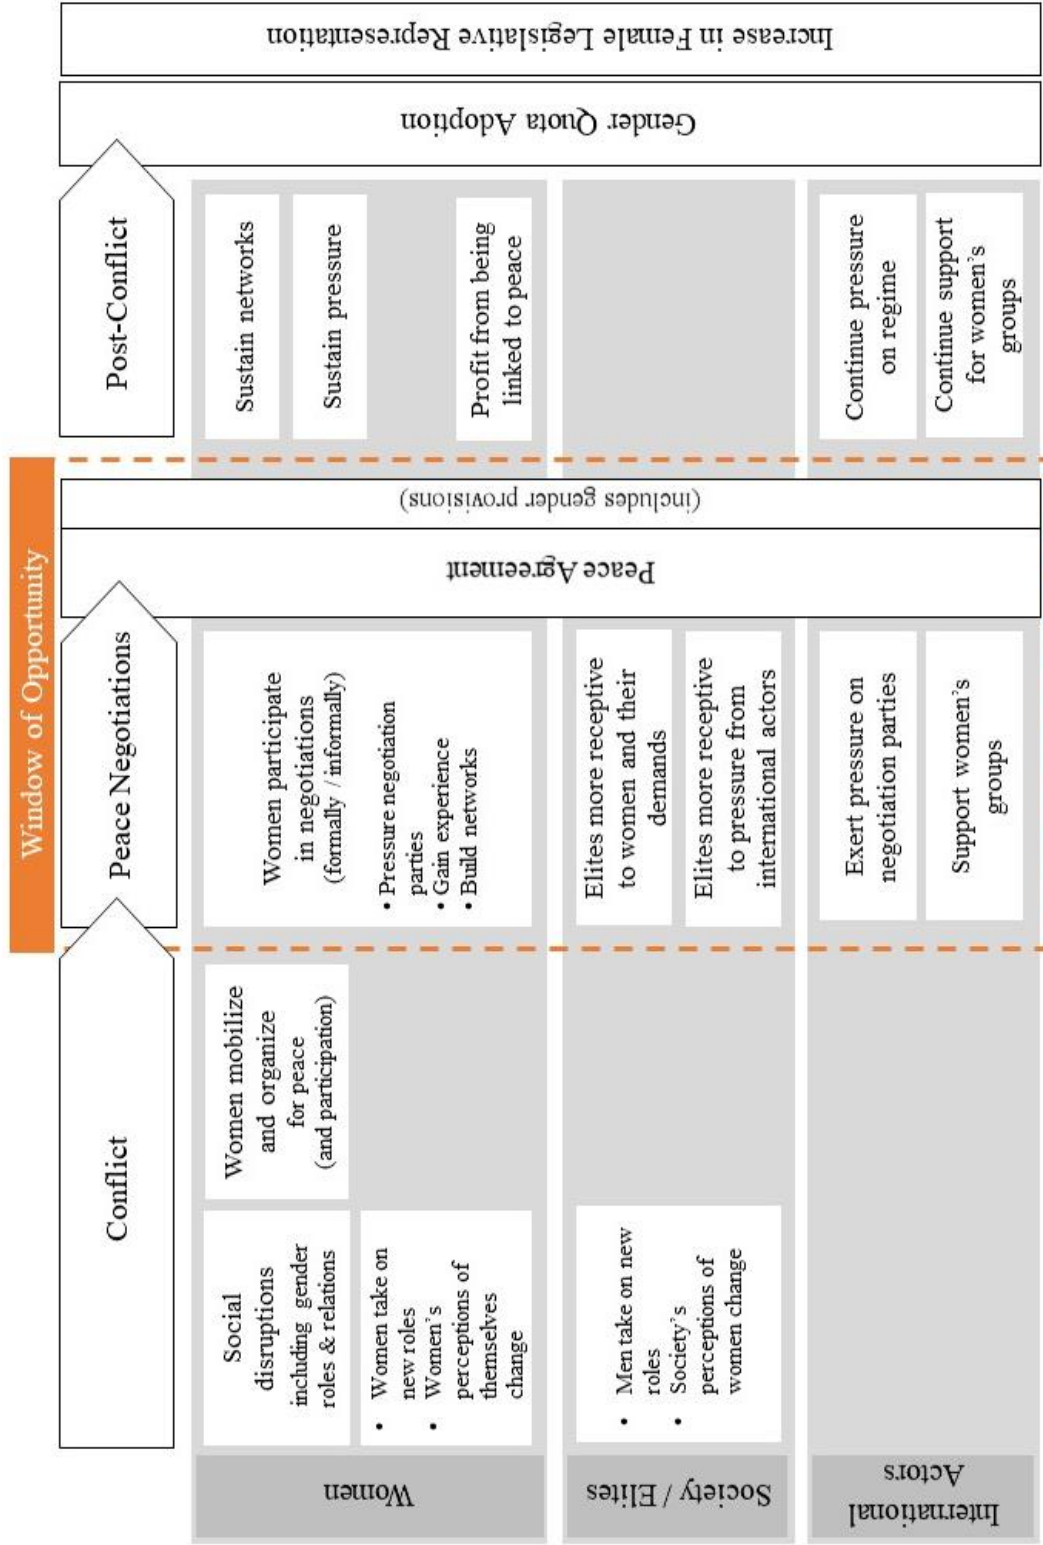 Window of Opportunity
Conflict
Peace Negotiations
Post-Conflict
Women
Social
disruptions
including gender
roles & relations
• Women take on
new roles
• Women's
perceptions of
themselves
change
Women mobilize
and organize
for peace
(and participation)
Women participate
in negotiations
(formally / informally)
• Pressure negotiation
parties
• Gain experience
• Build networks
Sustain networks
Sustain pressure
Profit from being
linked to peace
Society / Elites
• Men take on new
roles
• Society's
perceptions of
women change
Elites more receptive
to women and their
demands
Elites more receptive
to pressure from
international actors
International
Actors
Exert pressure on
negotiation parties
Support women's
groups
Continue pressure
on regime
Continue support
for women's
groups
Peace Agreement
(includes gender provisions)
Gender Quota Adoption
Increase in Female Legislative Representation